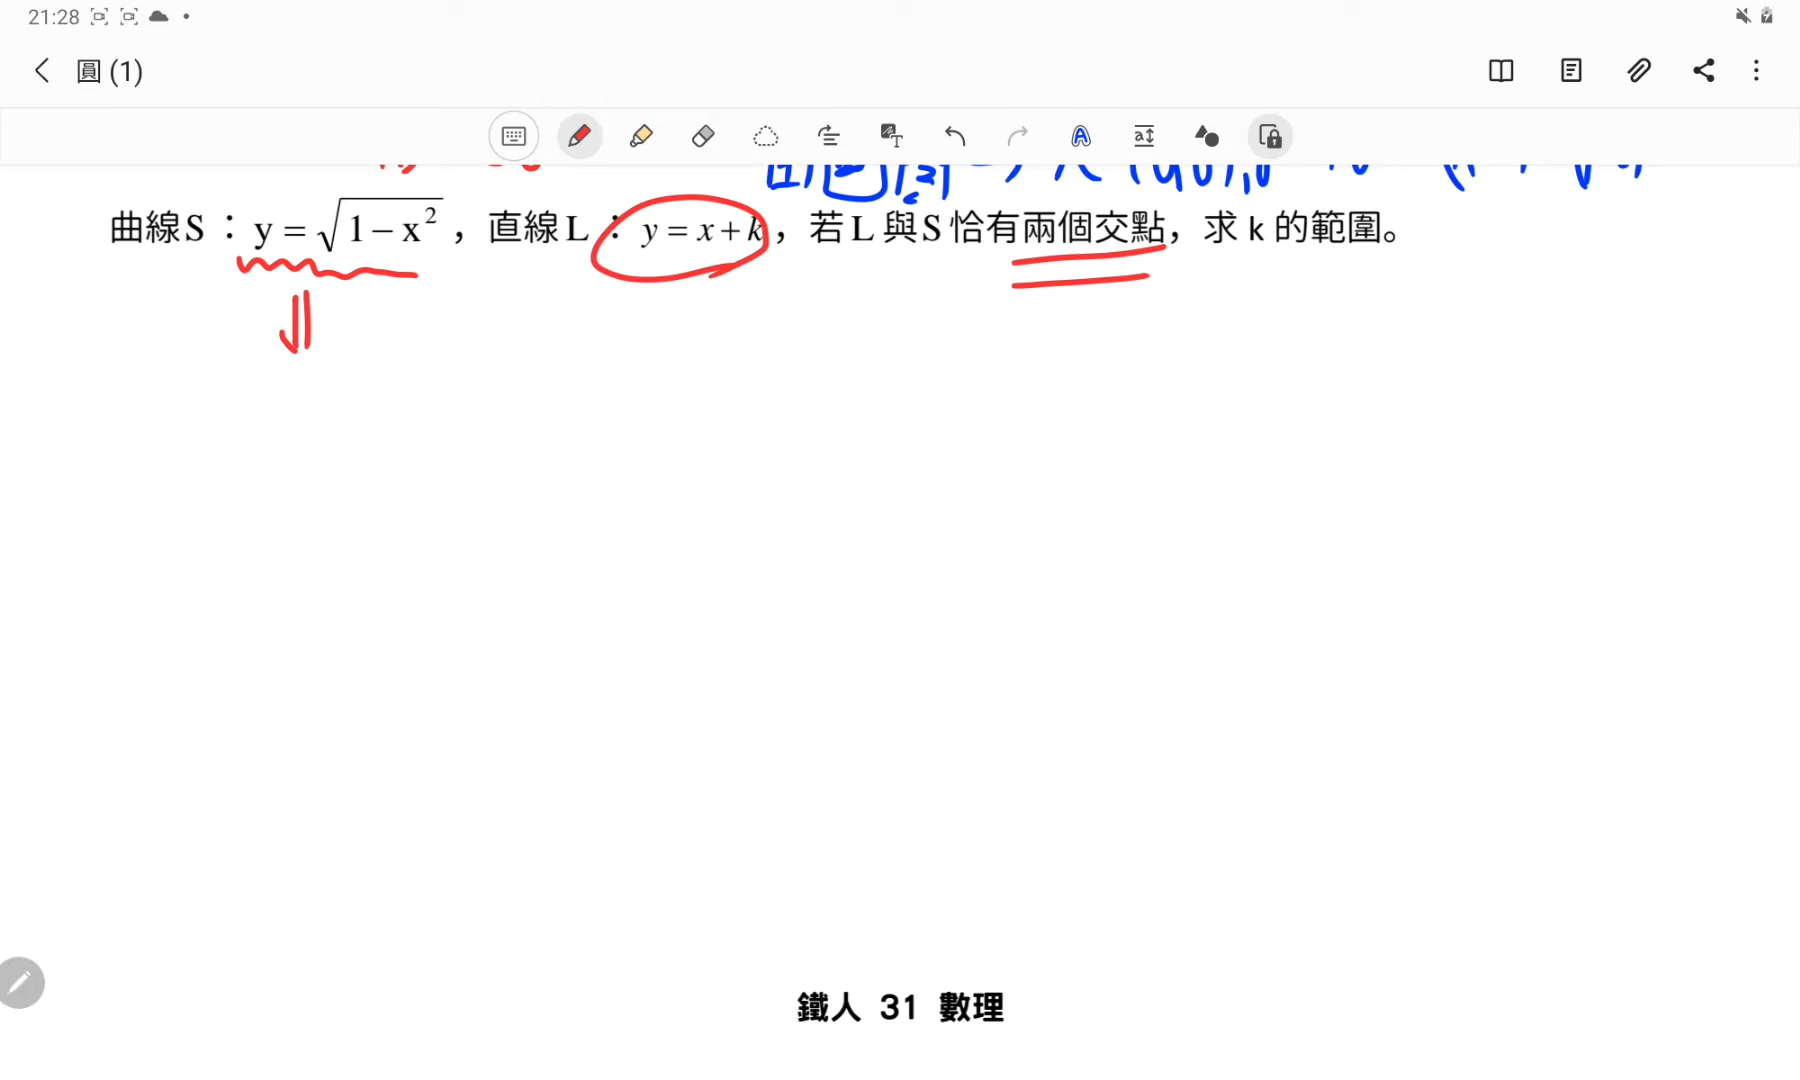 21:28
圓 (1)
曲線S：y = √1 − x²，直線L：y = x + k，若L與S恰有兩個交點，求 k 的範圍。
鐵人 31 數理